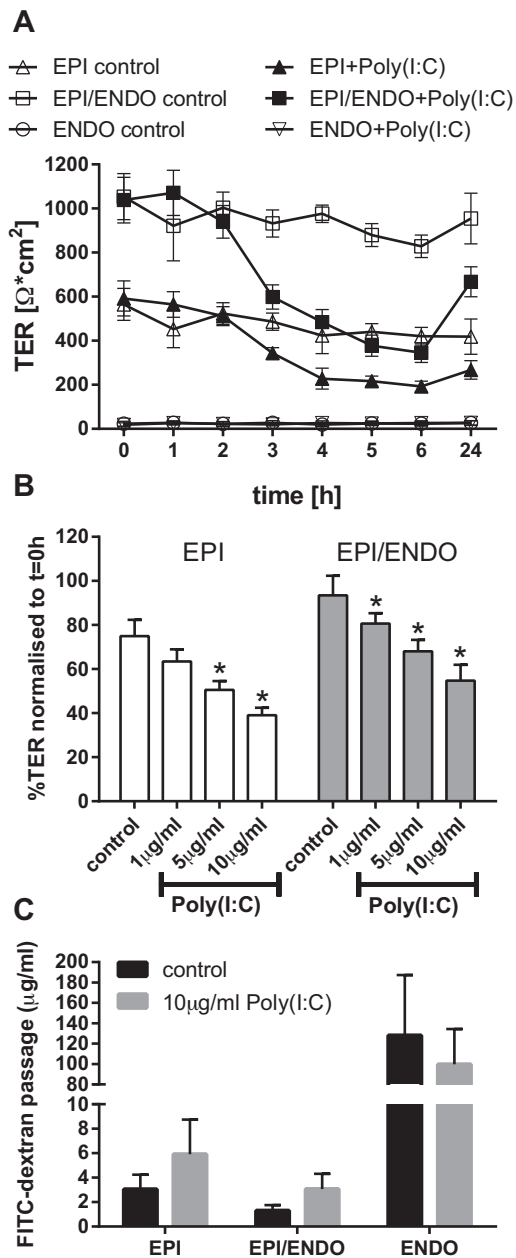 A
EPI control
EPI+Poly(I:C)
EPI/ENDO control
EPI/ENDO+Poly(I:C)
ENDO control
ENDO+Poly(I:C)
TER [Ω*cm²]
1200
1000
800
600
400
200
0
0 1 2 3 4 5 6 24
time [h]
B
%TER normalised to t=0h
120
100
80
60
40
20
0
EPI
EPI/ENDO
* *
* * *
control 1μg/ml 5μg/ml 10μg/ml
control 1μg/ml 5μg/ml 10μg/ml
Poly(I:C)
Poly(I:C)
C
FITC-dextran passage (μg/ml)
200
180
160
140
120
100
80
10
8
6
4
2
0
control
10μg/ml Poly(I:C)
EPI EPI/ENDO ENDO